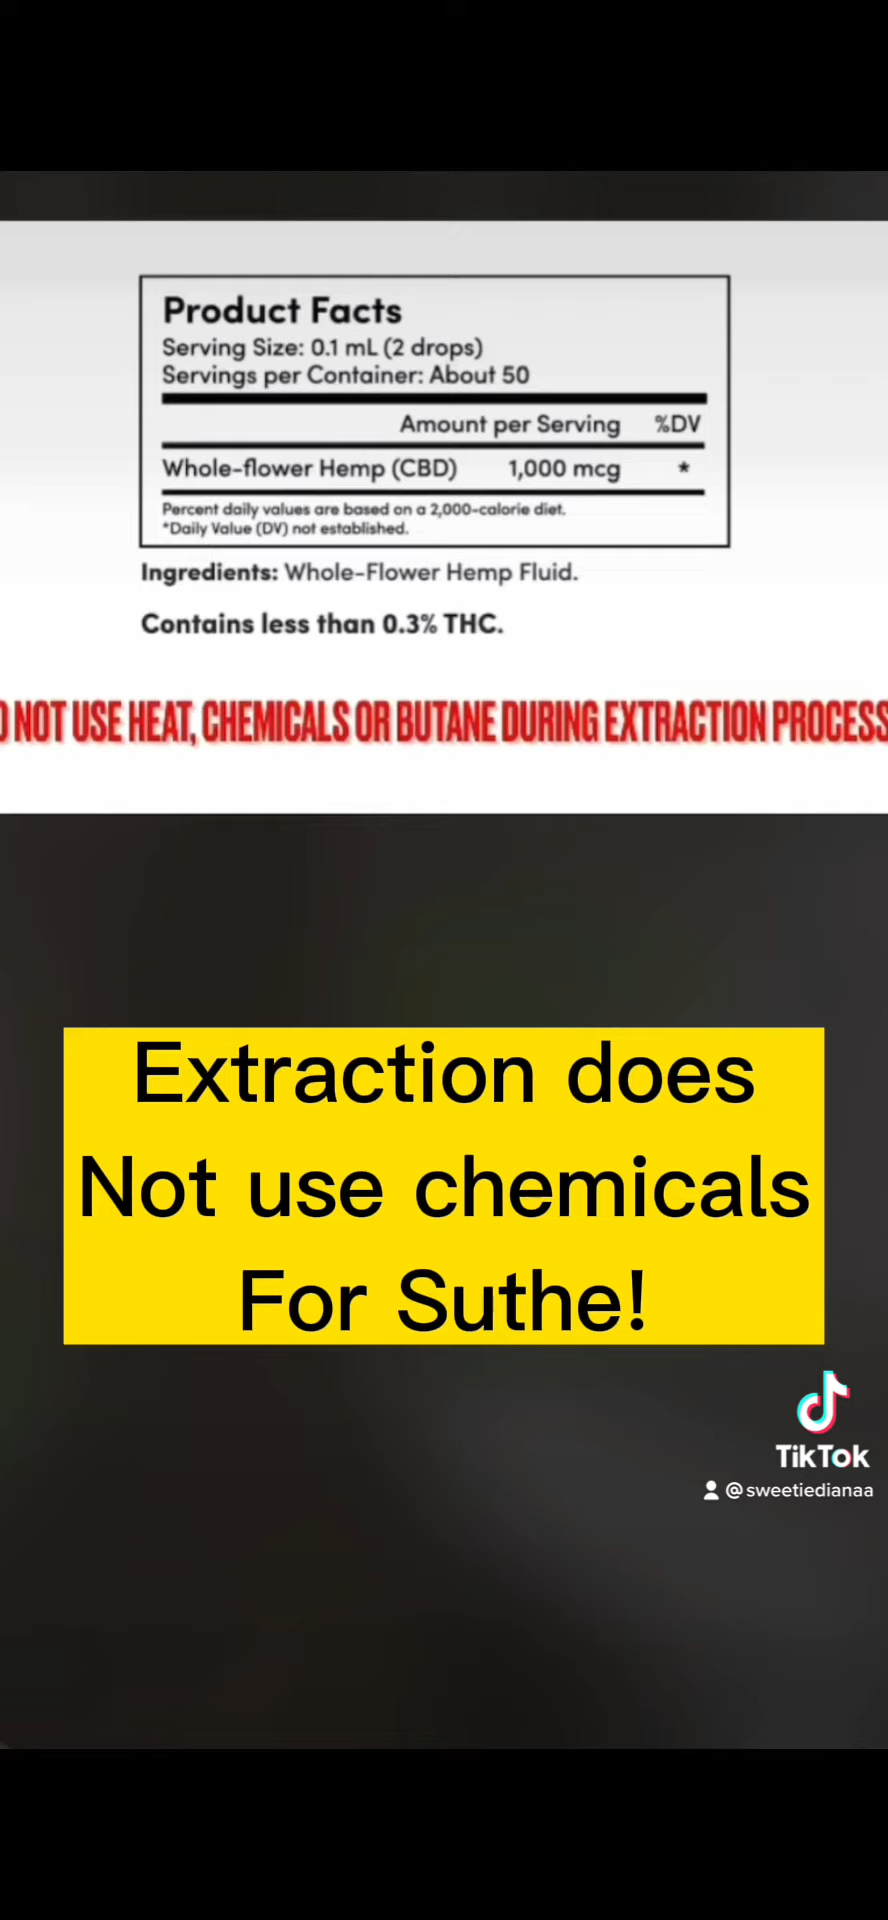 Product Facts
Serving Size: 0.1 mL (2 drops)
Servings per Container: About 50
Amount per Serving %DV
Whole-flower Hemp (CBD) 1,000 mcg *
Percent daily values are based on a 2,000-calorie diet.
*Daily Value (DV) not established.
Ingredients: Whole-Flower Hemp Fluid.
Contains less than 0.3% THC.
NOT USE HEAT, CHEMICALS OR BUTANE DURING EXTRACTION PROCESS
Extraction does
Not use chemicals
For Suthe!
TikTok
@sweetiedianaa